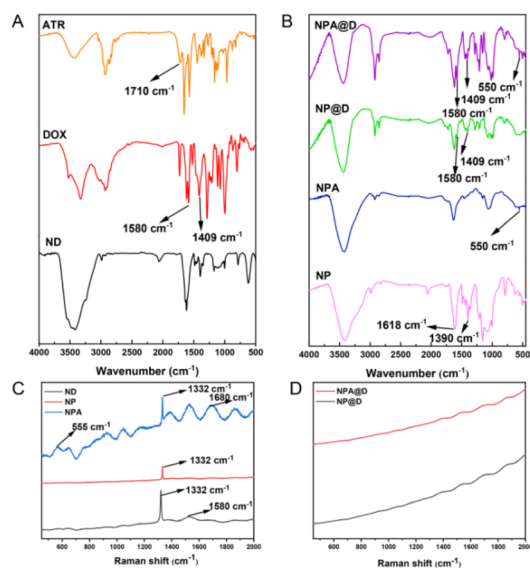 A
ATR
1710 cm⁻¹
DOX
1580 cm⁻¹
1409 cm⁻¹
ND
4000 3500 3000 2500 2000 1500 1000 500
Wavenumber (cm⁻¹)
B
NPA@D
550 cm⁻¹
1409 cm⁻¹
1580 cm⁻¹
NP@D
1409 cm⁻¹
1580 cm⁻¹
NPA
550 cm⁻¹
NP
1618 cm⁻¹
1390 cm⁻¹
4000 3500 3000 2500 2000 1500 1000 500
Wavenumber (cm⁻¹)
C
ND
NP
NPA
1332 cm⁻¹
1680 cm⁻¹
555 cm⁻¹
1332 cm⁻¹
1332 cm⁻¹
1580 cm⁻¹
600 800 1000 1200 1400 1600 1800 2000
Raman shift (cm⁻¹)
D
NPA@D
NP@D
600 800 1000 1200 1400 1600 1800 2000
Raman shift (cm⁻¹)